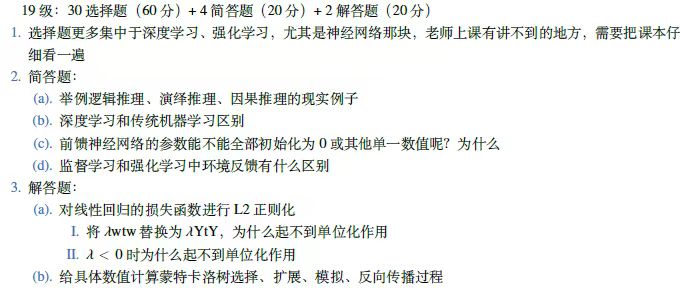 19 级：30 选择题（60 分）+ 4 简答题（20 分）+ 2 解答题（20 分）
1. 选择题更多集中于深度学习、强化学习，尤其是神经网络那块，老师上课有讲不到的地方，需要把课本仔
细看一遍
2. 简答题：
(a). 举例逻辑推理、演绎推理、因果推理的现实例子
(b). 深度学习和传统机器学习区别
(c). 前馈神经网络的参数能不能全部初始化为 0 或其他单一数值呢？为什么
(d). 监督学习和强化学习中环境反馈有什么区别
3. 解答题：
(a). 对线性回归的损失函数进行 L2 正则化
I. 将 λwtw 替换为 λYtY，为什么起不到单位化作用
II. λ < 0 时为什么起不到单位化作用
(b). 给具体数值计算蒙特卡洛树选择、扩展、模拟、反向传播过程